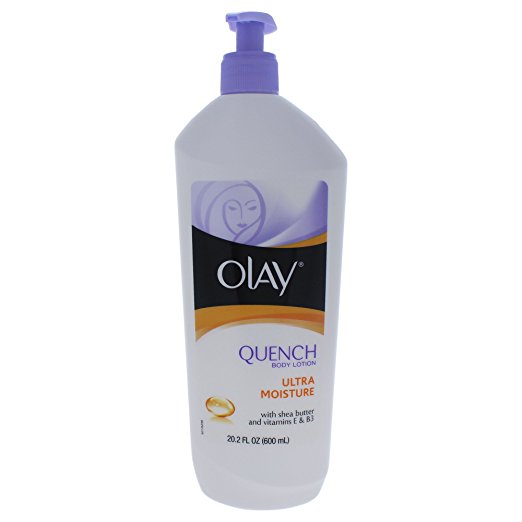 OLAY®
QUENCH
BODY LOTION
ULTRA
MOISTURE
with shea butter
and vitamins E & B3
20.2 FL OZ (600 mL)